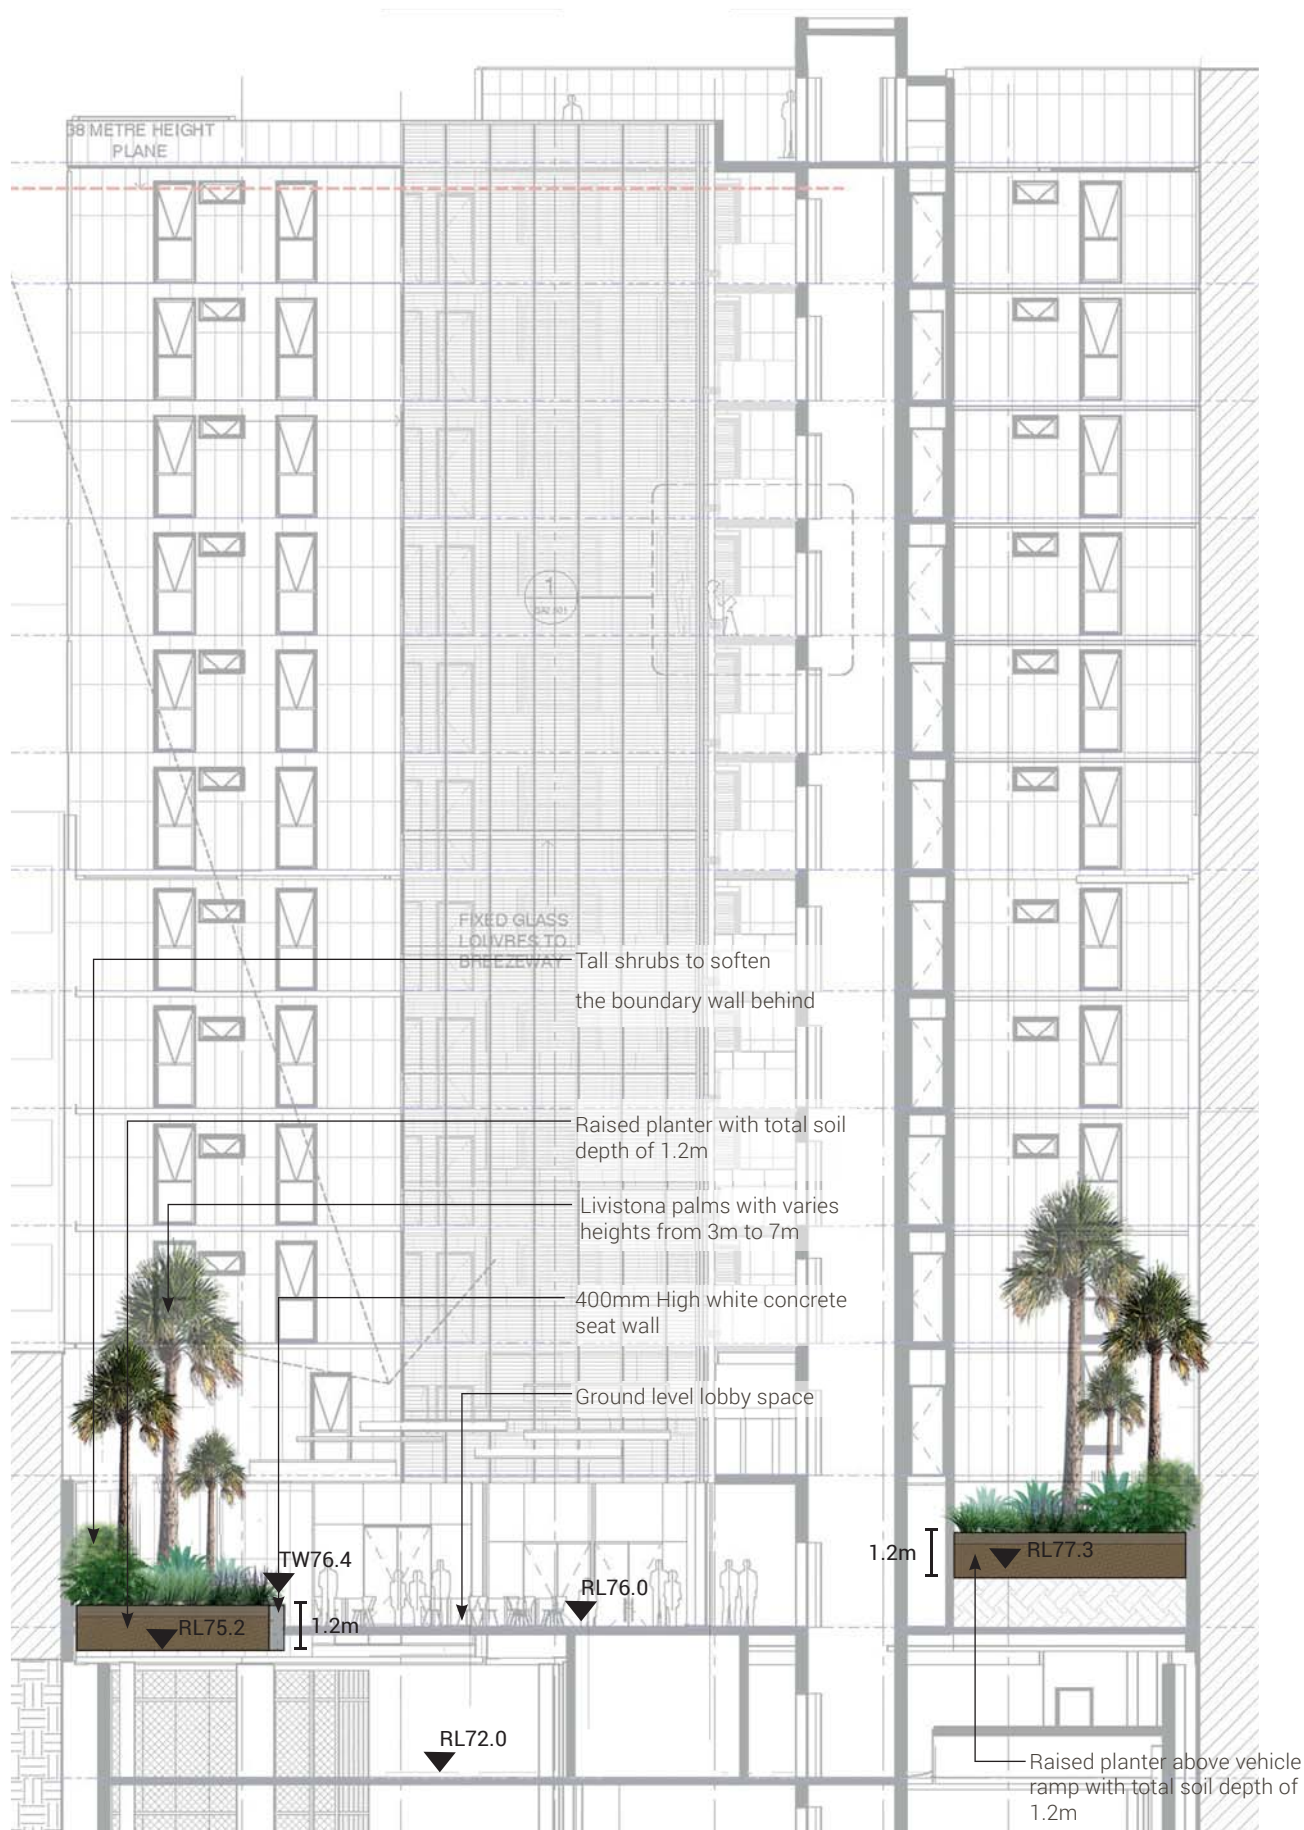 38 METRE HEIGHT
PLANE
1
FIXED GLASS
LOUVRES TO
BREEZEWAY
Tall shrubs to soften
the boundary wall behind
Raised planter with total soil
depth of 1.2m
Livistona palms with varies
heights from 3m to 7m
400mm High white concrete
seat wall
Ground level lobby space
TW76.4
RL76.0
1.2m
RL77.3
RL75.2
1.2m
RL72.0
Raised planter above vehicle
ramp with total soil depth of
1.2m